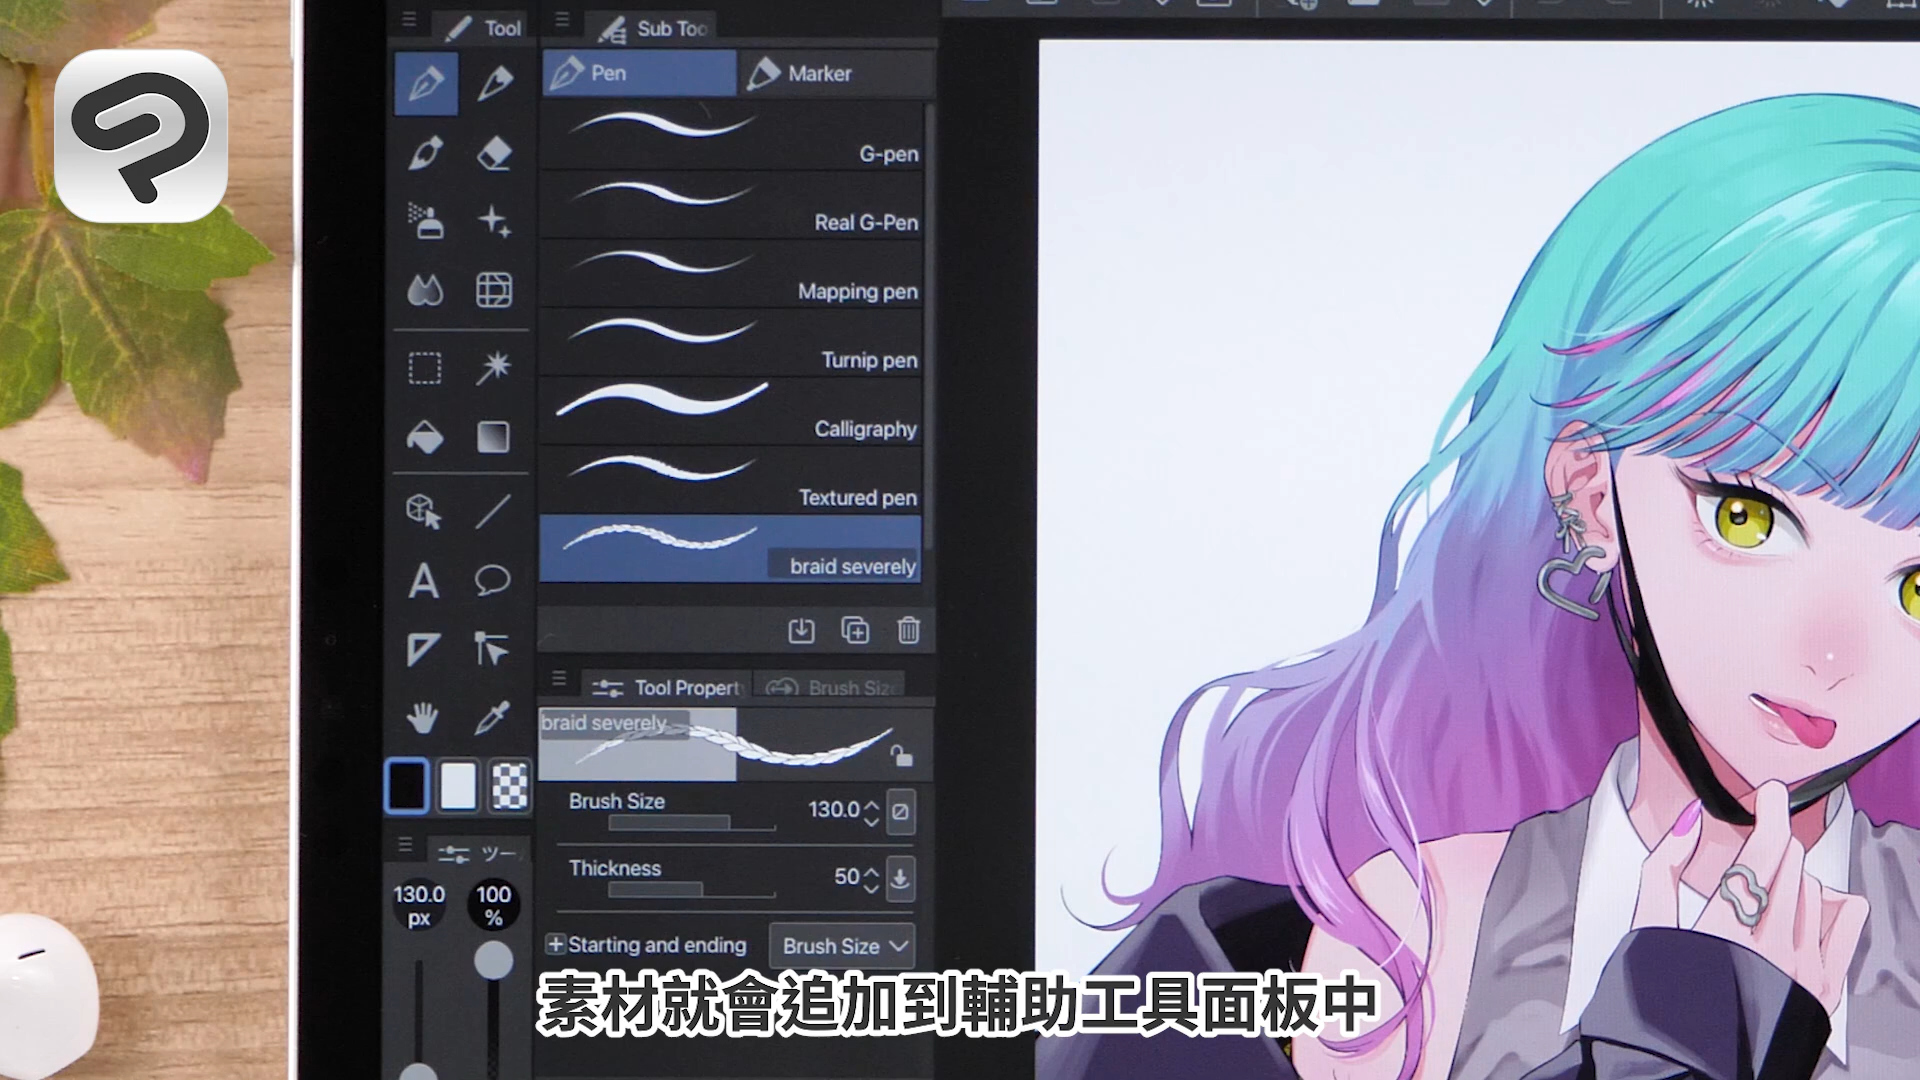 Tool
Sub Too
Pen
Marker
G-pen
Real G-Pen
Mapping pen
Turnip pen
Calligraphy
Textured pen
braid severely
Tool Propert
Brush Siz
braid severely
Brush Size
130.0
Thickness
50
Starting and ending
Brush Size
ツー
130.0
px
100
%
素材就會追加到輔助工具面板中